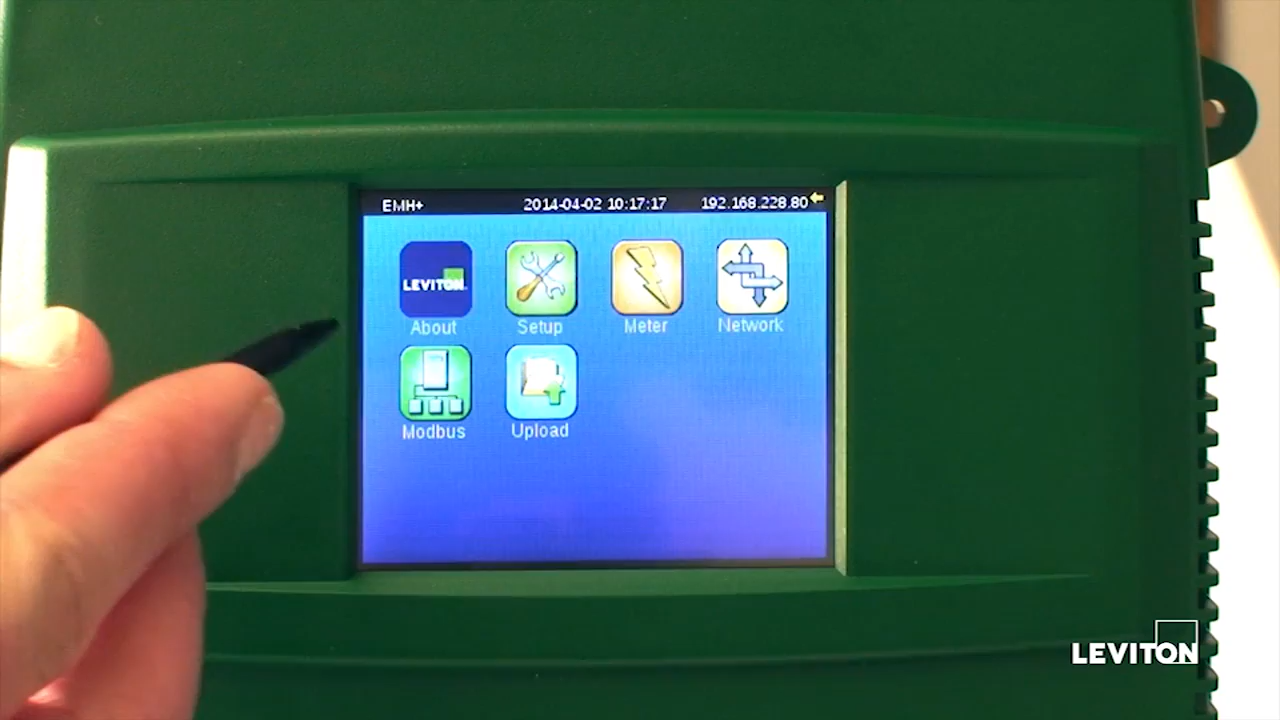 EMH+ 2014-04-02 10:17:17 192.168.228.80
LEVITON
About Setup Meter Network
Modbus Upload
LEVITON